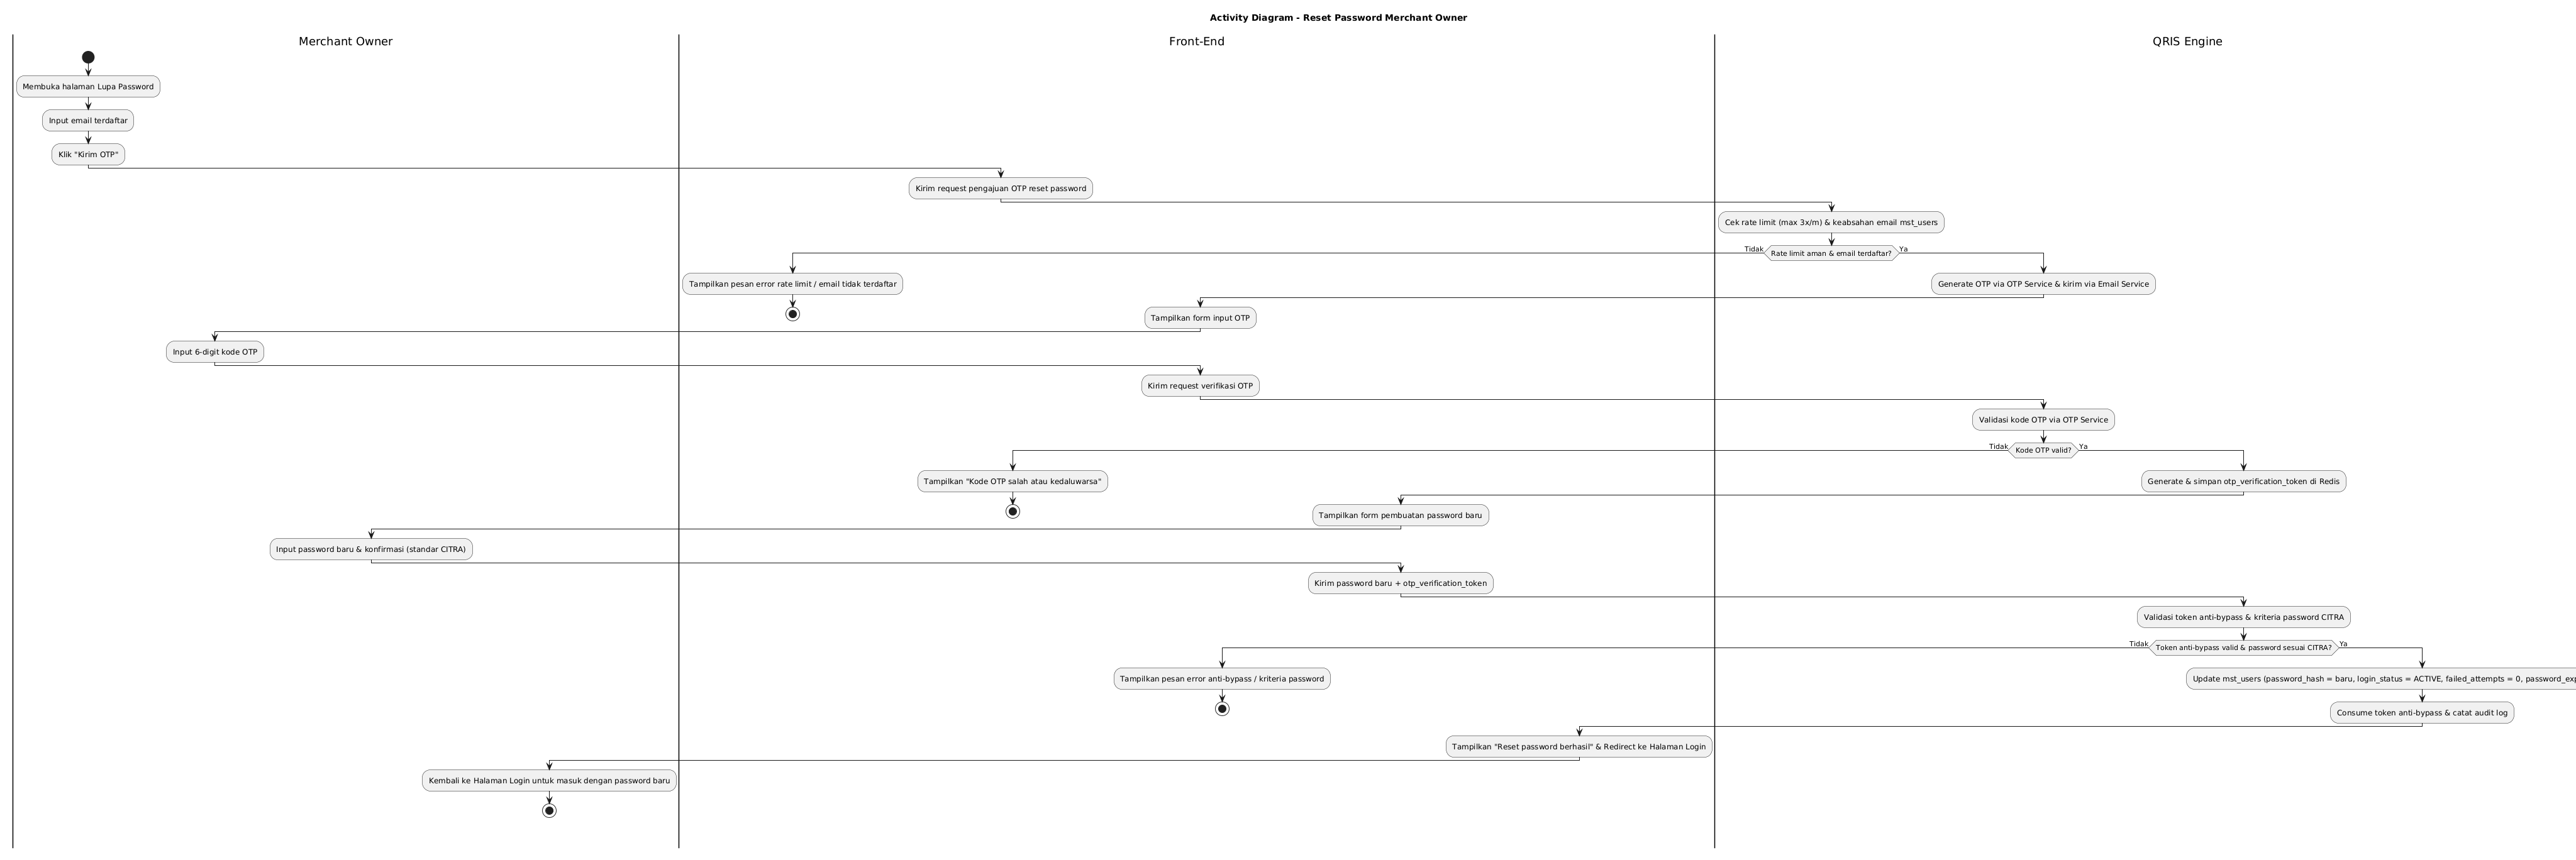 Activity Diagram - Reset Password Merchant Owner
Merchant Owner
Front-End
QRIS Engine
Membuka halaman Lupa Password
Input email terdaftar
Klik "Kirim OTP"
Kirim request pengajuan OTP reset password
Cek rate limit (max 3x/m) & keabsahan email mst_users
Tidak
Rate limit aman & email terdaftar?
Ya
Tampilkan pesan error rate limit / email tidak terdaftar
Generate OTP via OTP Service & kirim via Email Service
Tampilkan form input OTP
Input 6-digit kode OTP
Kirim request verifikasi OTP
Validasi kode OTP via OTP Service
Tidak
Kode OTP valid?
Ya
Tampilkan "Kode OTP salah atau kedaluwarsa"
Generate & simpan otp_verification_token di Redis
Tampilkan form pembuatan password baru
Input password baru & konfirmasi (standar CITRA)
Kirim password baru + otp_verification_token
Validasi token anti-bypass & kriteria password CITRA
Tidak
Token anti-bypass valid & password sesuai CITRA?
Ya
Tampilkan pesan error anti-bypass / kriteria password
Update mst_users (password_hash = baru, login_status = ACTIVE, failed_attempts = 0,
Consume token anti-bypass & catat audit log
Tampilkan "Reset password berhasil" & Redirect ke Halaman Login
Kembali ke Halaman Login untuk masuk dengan password baru